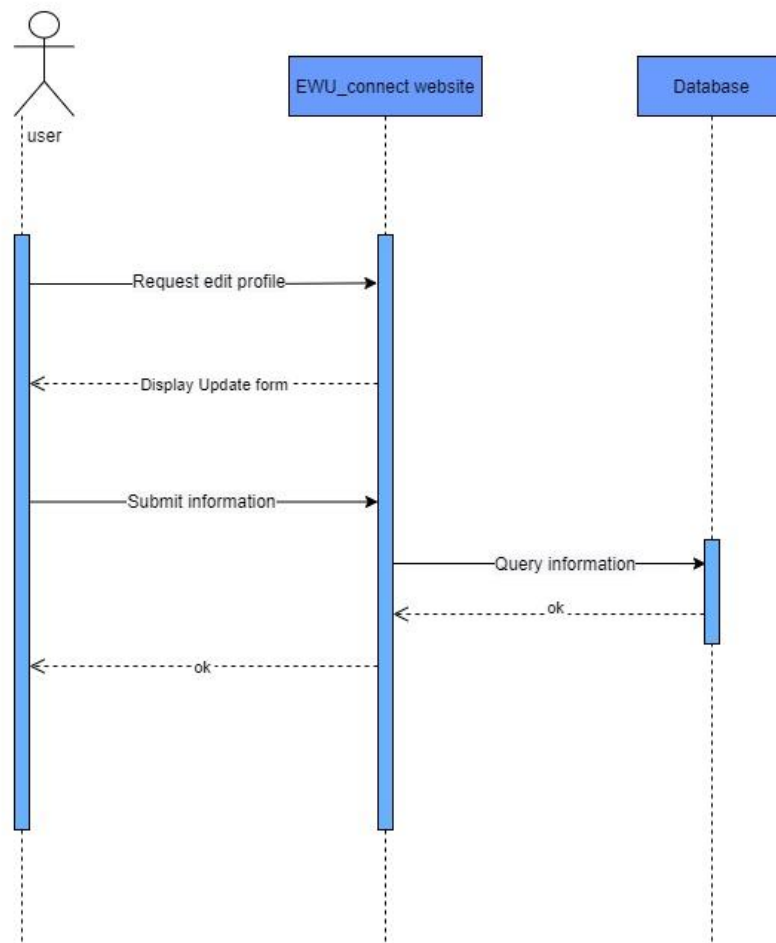 user
EWU_connect website
Database
Request edit profile
Display Update form
Submit information
Query information
ok
ok